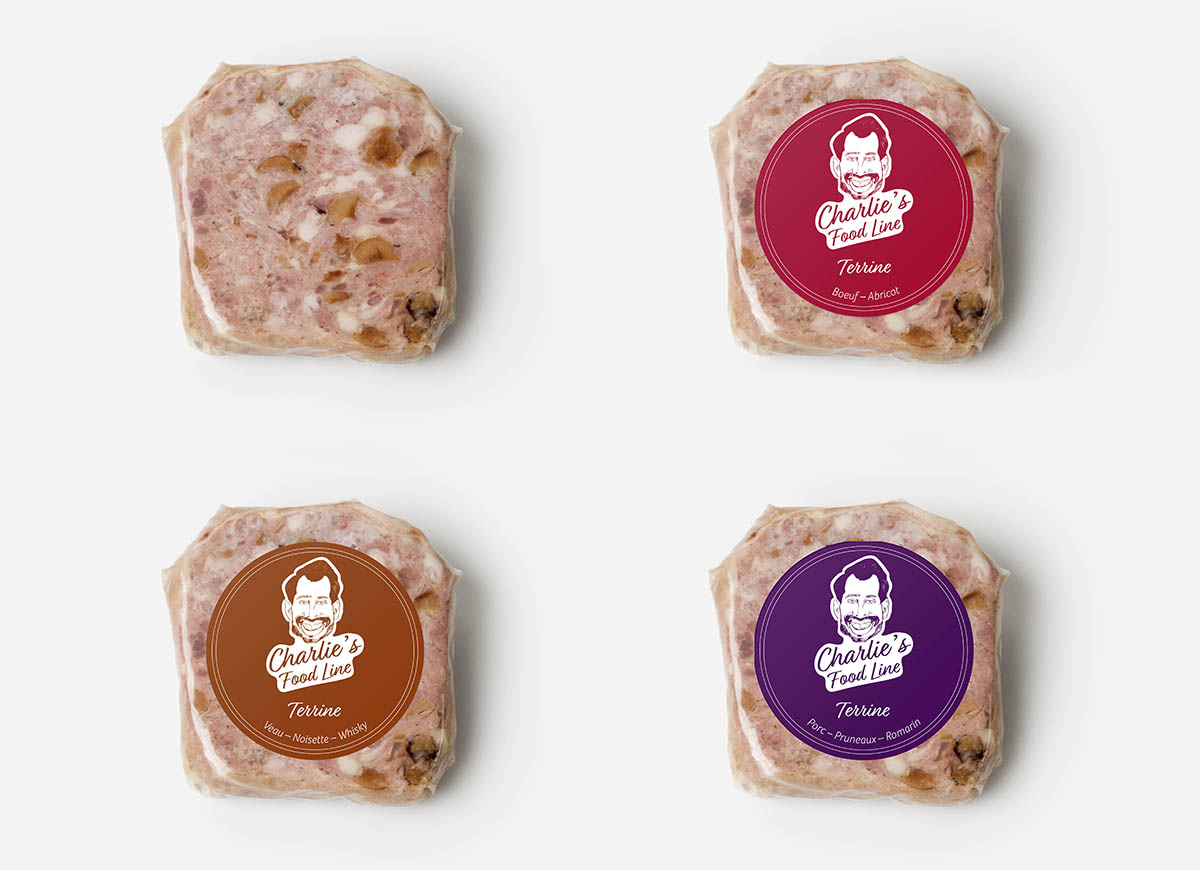 Charlie's
Food Line
Terrine
Boeuf – Abricot
Charlie's
Food Line
Terrine
Veau – Noisette – Whisky
Charlie's
Food Line
Terrine
Porc – Pruneaux – Romarin